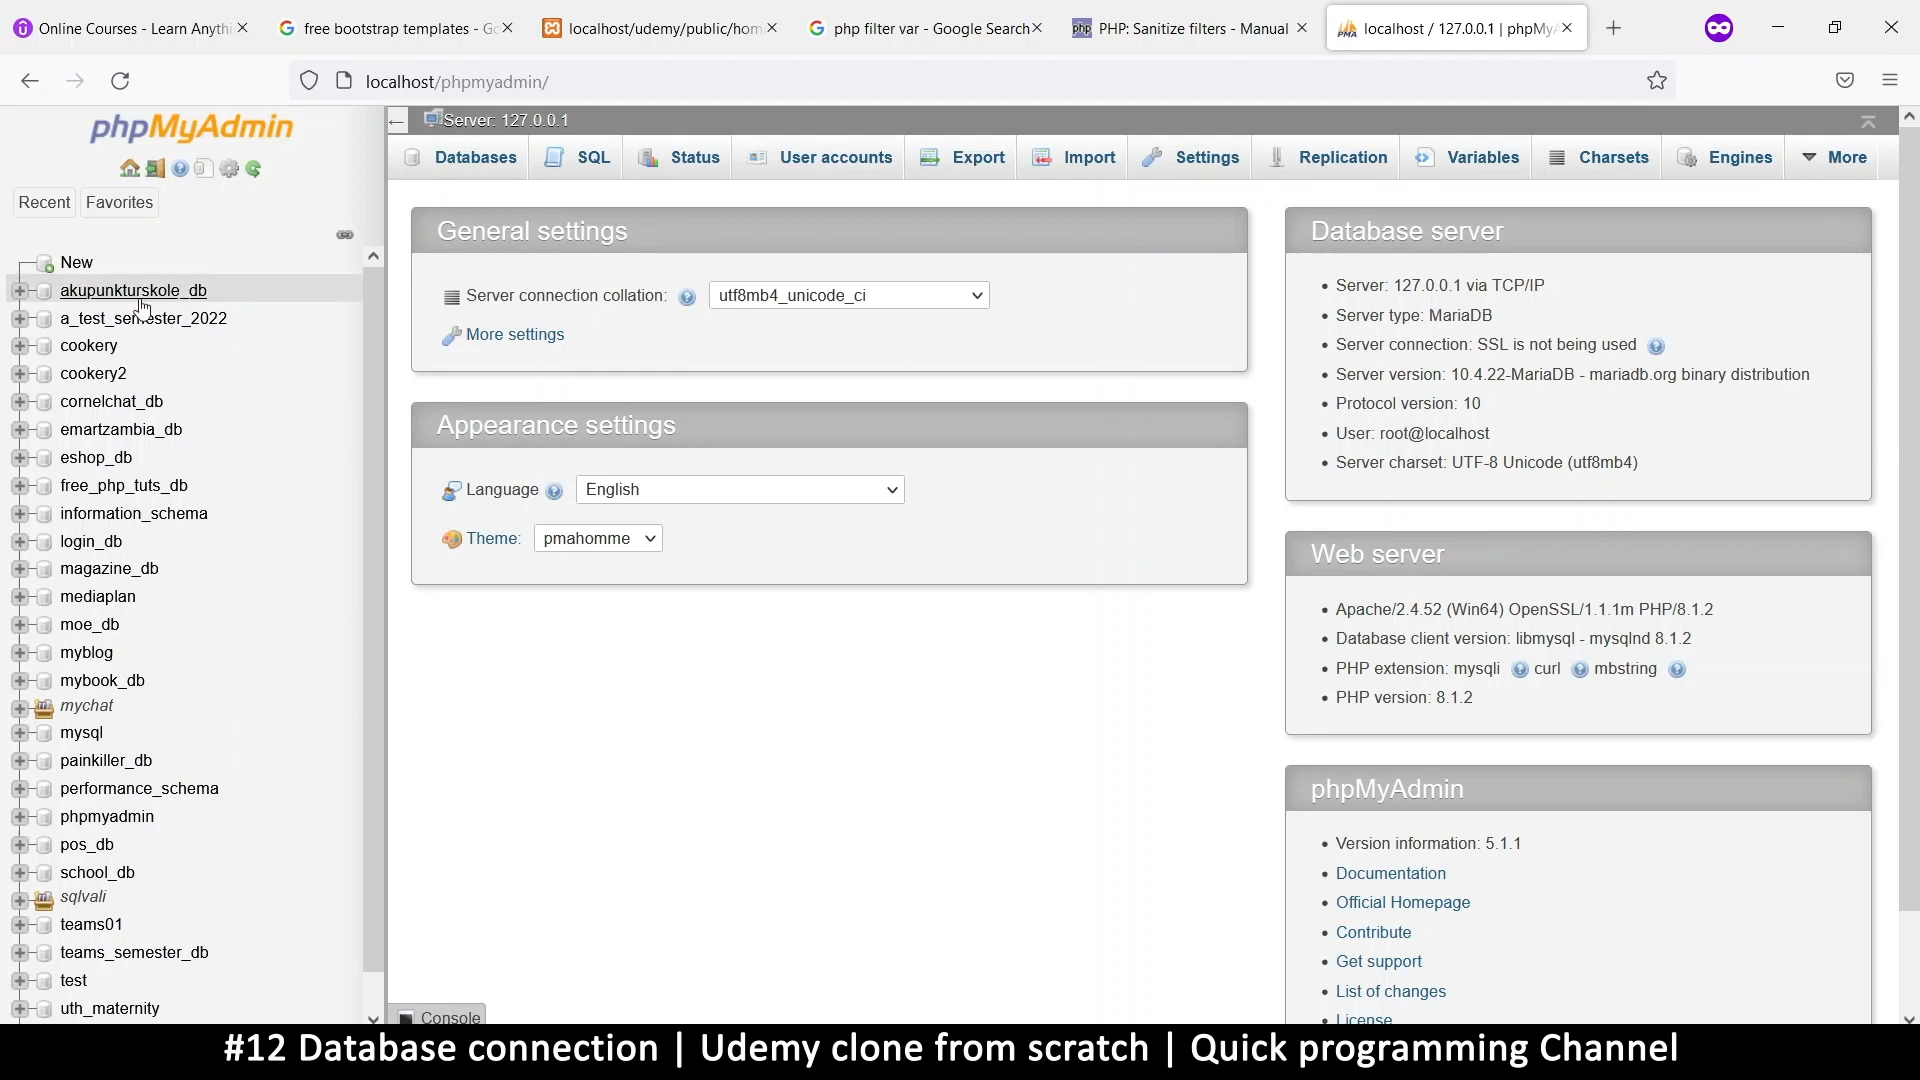 Online Courses - Learn Anythi
free bootstrap templates - Go
localhost/udemy/public/hom
php filter var - Google Search
PHP: Sanitize filters - Manual
localhost / 127.0.0.1 | phpMyA
localhost/phpmyadmin/
phpMyAdmin
Recent
Favorites
New
akupunkturskole_db
a_test_semester_2022
cookery
cookery2
cornelchat_db
emartzambia_db
eshop_db
free_php_tuts_db
information_schema
login_db
magazine_db
mediaplan
moe_db
myblog
mybook_db
mychat
mysql
painkiller_db
performance_schema
phpmyadmin
pos_db
school_db
sqlvali
teams01
teams_semester_db
test
uth_maternity
Server: 127.0.0.1
Databases
SQL
Status
User accounts
Export
Import
Settings
Replication
Variables
Charsets
Engines
More
General settings
Server connection collation:
utf8mb4_unicode_ci
More settings
Appearance settings
Language
English
Theme:
pmahomme
Database server
Server: 127.0.0.1 via TCP/IP
Server type: MariaDB
Server connection: SSL is not being used
Server version: 10.4.22-MariaDB - mariadb.org binary distribution
Protocol version: 10
User: root@localhost
Server charset: UTF-8 Unicode (utf8mb4)
Web server
Apache/2.4.52 (Win64) OpenSSL/1.1.1m PHP/8.1.2
Database client version: libmysql - mysqlnd 8.1.2
PHP extension: mysqli curl mbstring
PHP version: 8.1.2
phpMyAdmin
Version information: 5.1.1
Documentation
Official Homepage
Contribute
Get support
List of changes
License
Console
#12 Database connection | Udemy clone from scratch | Quick programming Channel